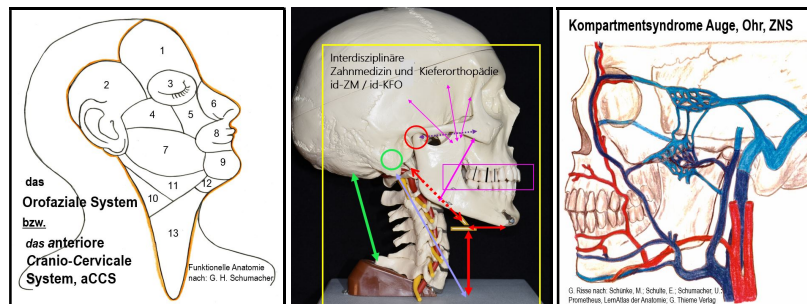 1
2
3
4
5
6
7
8
9
10
11
12
13
das
Orofaziale System
bzw.
das anteriore
Cranio-Cervicale
System, aCCS
Funktionelle Anatomie
nach: G. H. Schumacher
Interdisziplinäre
Zahnmedizin und Kieferorthopädie
id-ZM / id-KFO
Kompartmentsyndrome Auge, Ohr, ZNS
G. Risse nach: Schünke, M.; Schulte, E.; Schumacher, U.:
Prometheus, LernAtlas der Anatomie; G. Thieme Verlag